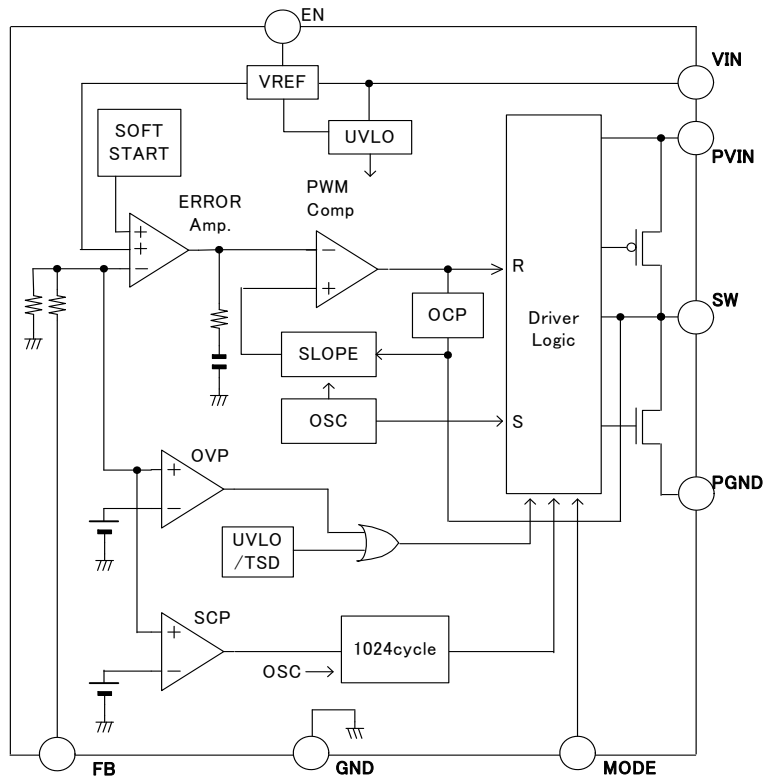 EN
VIN
VREF
SOFT
START
UVLO
PVIN
PWM
Comp
ERROR
Amp.
+
+
−
−
+
R
SW
OCP
Driver
Logic
SLOPE
OSC
S
OVP
+
−
PGND
UVLO
/TSD
SCP
+
−
1024cycle
OSC
FB
GND
MODE